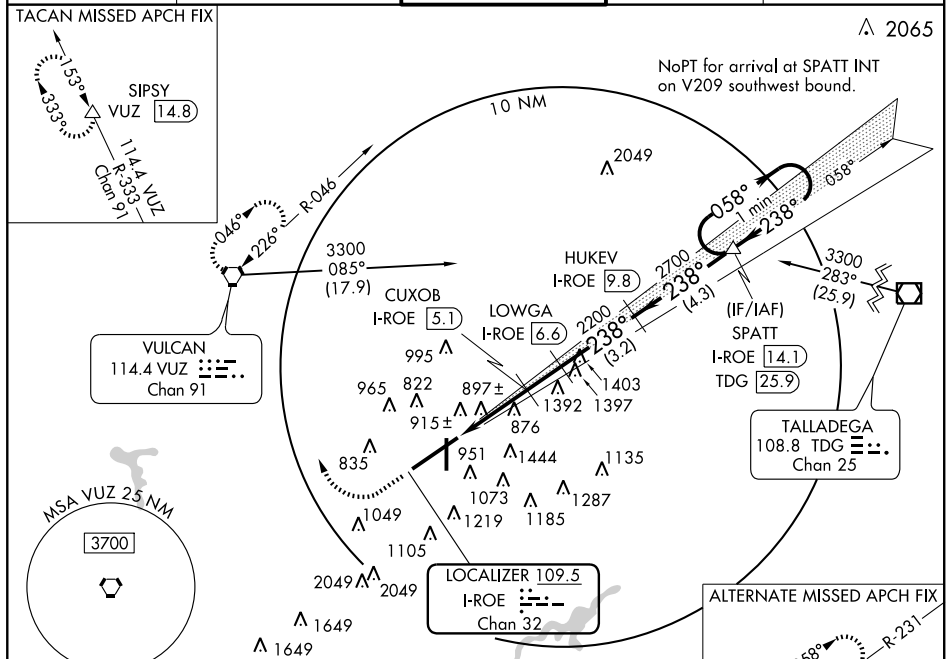 TACAN MISSED APCH FIX
153°
333°
SIPSY
VUZ 14.8
114.4 VUZ
R-333
Chan 91
2065
NoPT for arrival at SPATT INT
on V209 southwest bound.
10 NM
2049
R-046
046°
226°
3300
085°
(17.9)
VULCAN
114.4 VUZ
Chan 91
058°
1 min
238°
058°
HUKEV
I-ROE 9.8
2700
238°
(4.3)
3300
283°
(25.9)
CUXOB
I-ROE 5.1
LOWGA
I-ROE 6.6
2200
238°
(3.2)
(IF/IAF)
SPATT
I-ROE 14.1
TDG 25.9
TALLADEGA
108.8 TDG
Chan 25
995
965
822
897±
915±
876
1392
1397
1403
835
951
1444
1135
1073
1287
1185
1219
1049
1105
2049
2049
1649
1649
MSA VUZ 25 NM
3700
LOCALIZER 109.5
I-ROE
Chan 32
ALTERNATE MISSED APCH FIX
R-231
58°